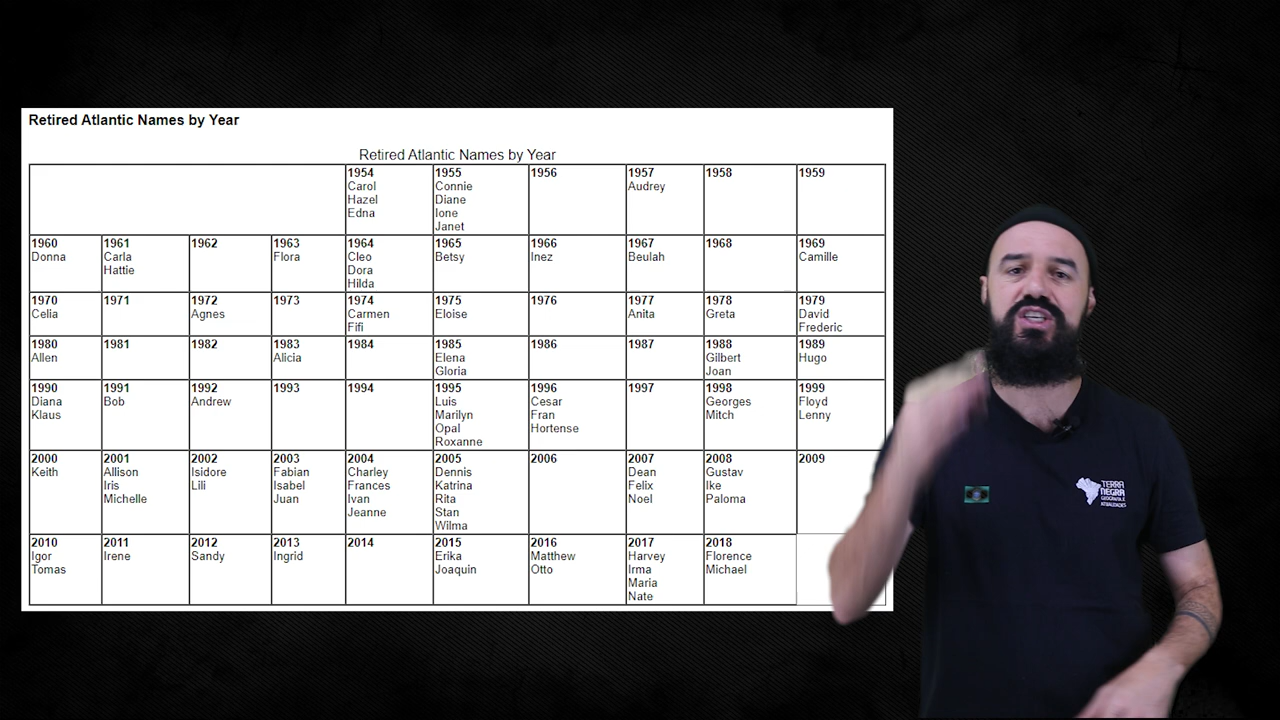 Retired Atlantic Names by Year
Retired Atlantic Names by Year
1954 1955 1956 1957 1958 1959
Carol Connie Audrey
Hazel Diane
Edna Ione
Janet
1960 1961 1962 1963 1964 1965 1966 1967 1968 1969
Donna Carla Flora Cleo Betsy Inez Beulah Camille
Hattie Dora
Hilda
1970 1971 1972 1973 1974 1975 1976 1977 1978 1979
Celia Agnes Carmen Eloise Anita Greta David
Fifi Frederic
1980 1981 1982 1983 1984 1985 1986 1987 1988 1989
Allen Alicia Elena Gilbert Hugo
Gloria Joan
1990 1991 1992 1993 1994 1995 1996 1997 1998 1999
Diana Bob Andrew Luis Cesar Georges Floyd
Klaus Marilyn Fran Mitch Lenny
Opal Hortense
Roxanne
2000 2001 2002 2003 2004 2005 2006 2007 2008 2009
Keith Allison Isidore Fabian Charley Dennis Dean Gustav
Iris Lili Isabel Frances Katrina Felix Ike
Michelle Juan Ivan Rita Noel Paloma
Jeanne Stan
Wilma
2010 2011 2012 2013 2014 2015 2016 2017 2018
Igor Irene Sandy Ingrid Erika Matthew Harvey Florence
Tomas Joaquin Otto Irma Michael
Maria
Nate
TERRA
NEGRA
GEOGRAFIA E
ATUALIDADES